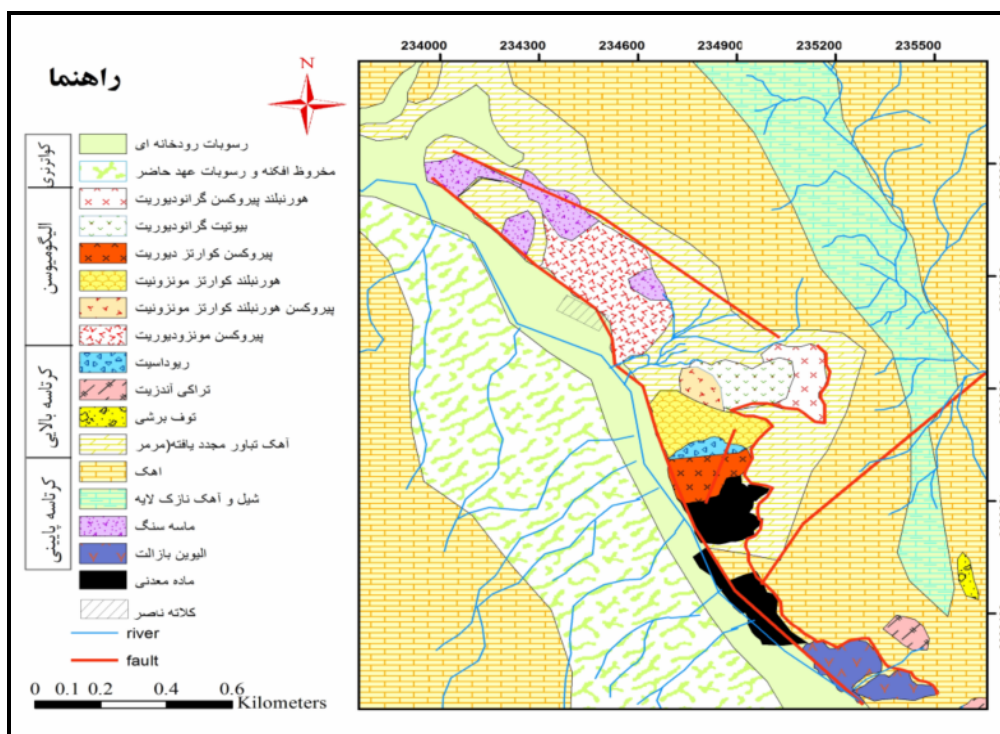 234000 234300 234600 234900 235200 235500
راهنما
N
کواترنری
رسوبات رودخانه ای
مخروط افکنه و رسوبات عهد حاضر
الیگومیوسن
هورنبلند پیروکسن گرانودیوریت
بیوتیت گرانودیوریت
پیروکسن کوارتز دیوریت
هورنبلند کوارتز مونزونیت
پیروکسن هورنبلند کوارتز مونزونیت
پیروکسن مونزودیوریت
کرتاسه بالایی
ریوداسیت
تراکی آندزیت
توف برشی
آهک تبلور مجدد یافته(مرمر
کرتاسه پایینی
اهک
شیل و آهک نازک لایه
ماسه سنگ
الیوین بازالت
ماده معدنی
کلاته ناصر
river
fault
0 0.1 0.2 0.4 0.6
Kilometers